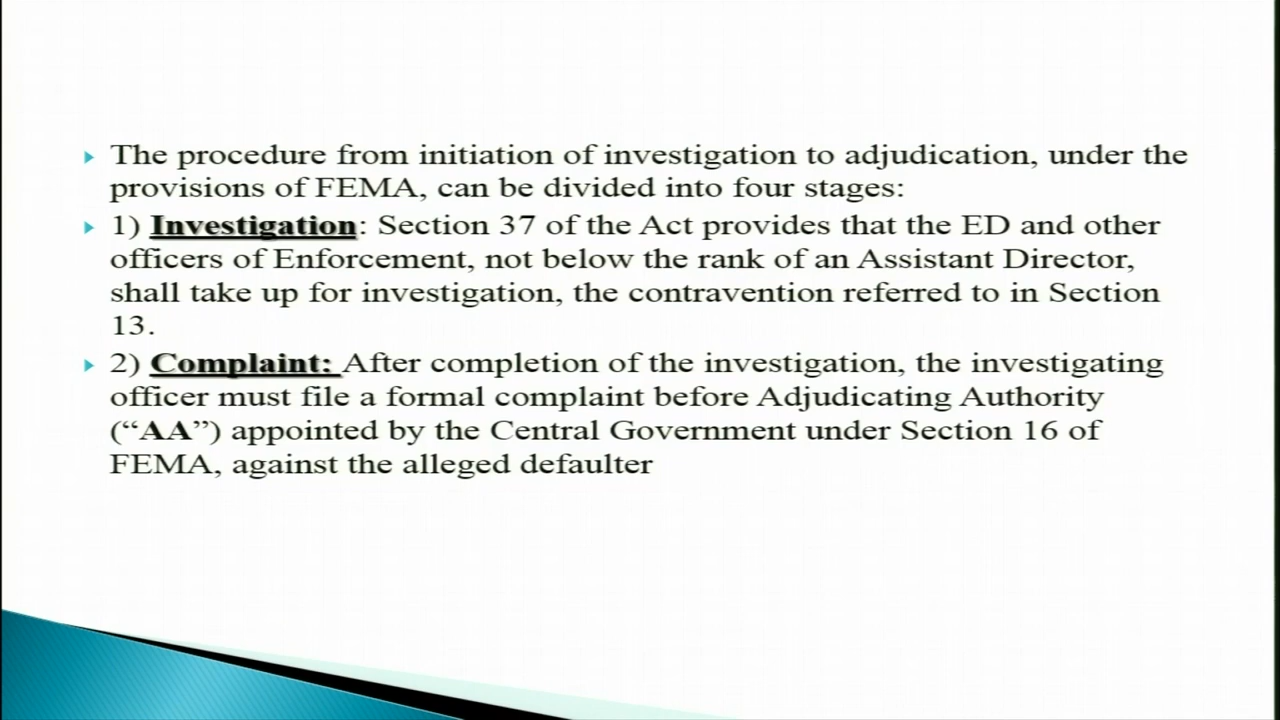 The procedure from initiation of investigation to adjudication, under the
provisions of FEMA, can be divided into four stages:
1) Investigation: Section 37 of the Act provides that the ED and other
officers of Enforcement, not below the rank of an Assistant Director,
shall take up for investigation, the contravention referred to in Section
13.
2) Complaint: After completion of the investigation, the investigating
officer must file a formal complaint before Adjudicating Authority
(“AA”) appointed by the Central Government under Section 16 of
FEMA, against the alleged defaulter